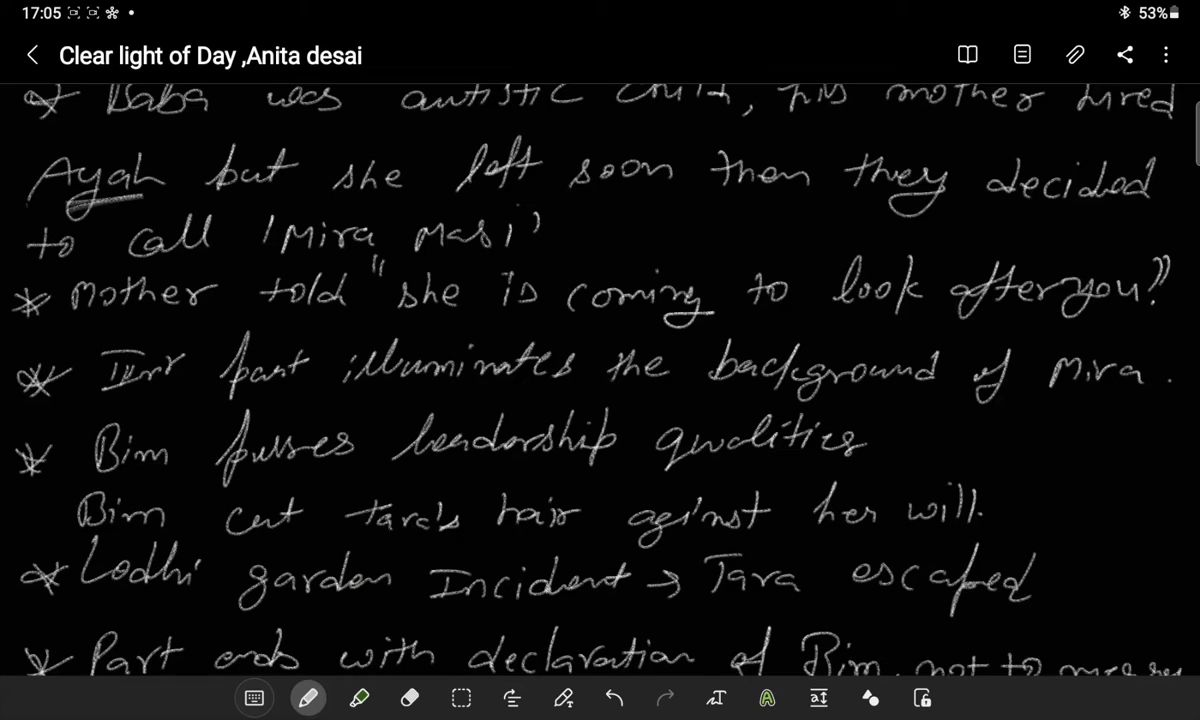 17:05
53%
Clear light of Day ,Anita desai
* Baba was autistic child, his mother hired
Ayah but she left soon then they decided
to call 'Mira Masi'
* Mother told "she is coming to look after you"
* part illuminates the background of Mira.
* Bim leadership qualities
Bim cut tara's hair against her will.
* Lodhi garden Incident → Tara escaped
* Part ends with declaration of Bim, not to